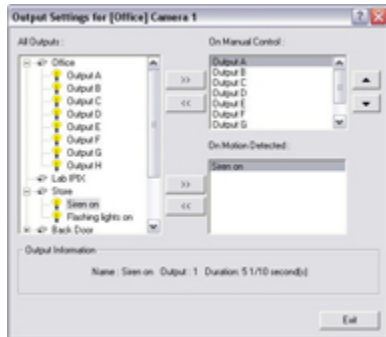 Output Settings for [Office] Camera 1
All Outputs :
Office
Output A
Output B
Output C
Output D
Output E
Output F
Output G
Output H
Lab IPIX
Store
Siren on
Flashing lights on
Back Door
>>
<<
>>
<<
On Manual Control :
Output A
Output B
Output C
Output D
Output E
Output F
Output G
On Motion Detected :
Siren on
Output Information
Name : Siren on Output : 1 Duration: 5 1/10 second(s)
Exit